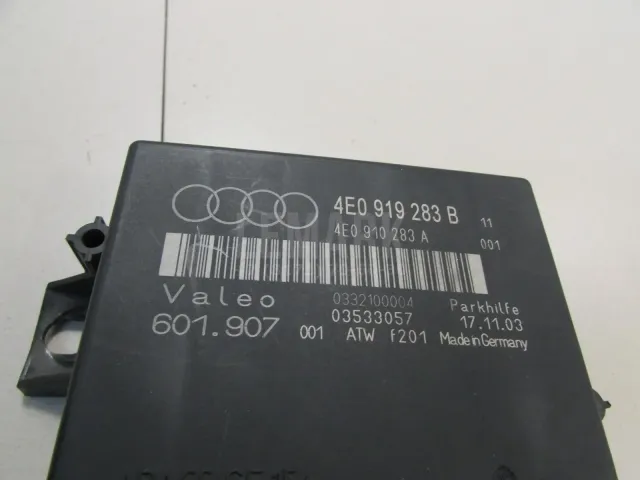 4E0 919 283 B 11
4E0 910 283 A 001
Valeo 0332100004 Parkhilfe
601.907 001 03533057 17.11.03
ATW f201 Made in Germany